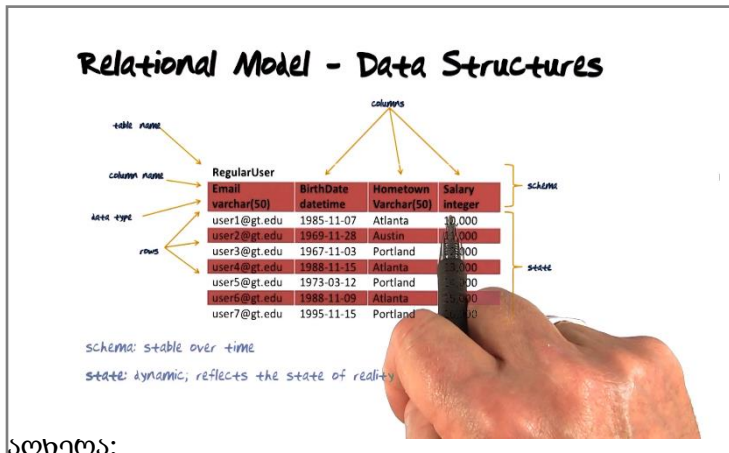 Relational Model - Data Structures
columns
table name
RegularUser
column name
Email BirthDate Hometown Salary
schema
varchar(50) datetime Varchar(50) integer
data type
user1@gt.edu 1985-11-07 Atlanta
rows
user2@gt.edu 1969-11-28 Austin
user3@gt.edu 1967-11-03 Portland
state
user4@gt.edu 1988-11-15 Atlanta
user5@gt.edu 1973-03-12 Portland
user6@gt.edu 1988-11-09 Atlanta 15,000
user7@gt.edu 1995-11-15 Portland
schema: stable over time
state: dynamic, reflects the state of reality